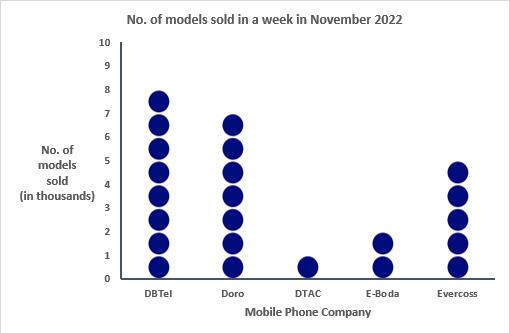 No. of models sold in a week in November 2022
10
9
8
7
6
5
4
3
2
1
0
No. of
models
sold
(in thousands)
DBTel Doro DTAC E-Boda Evercoss
Mobile Phone Company